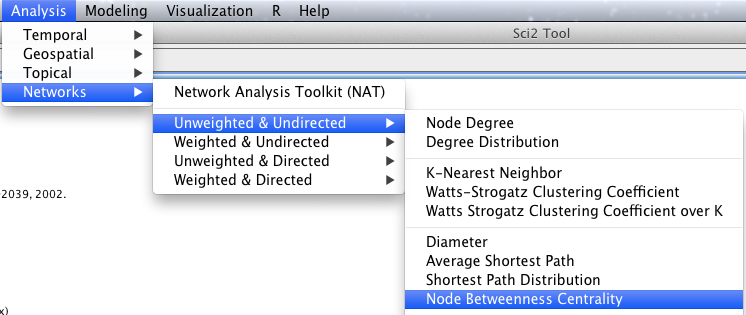 Analysis Modeling Visualization R Help
Sci2 Tool
Temporal
Geospatial
Topical
Networks
Network Analysis Toolkit (NAT)
Unweighted & Undirected
Weighted & Undirected
Unweighted & Directed
Weighted & Directed
Node Degree
Degree Distribution
K-Nearest Neighbor
Watts-Strogatz Clustering Coefficient
Watts Strogatz Clustering Coefficient over K
Diameter
Average Shortest Path
Shortest Path Distribution
Node Betweenness Centrality
-2039, 2002.
x)